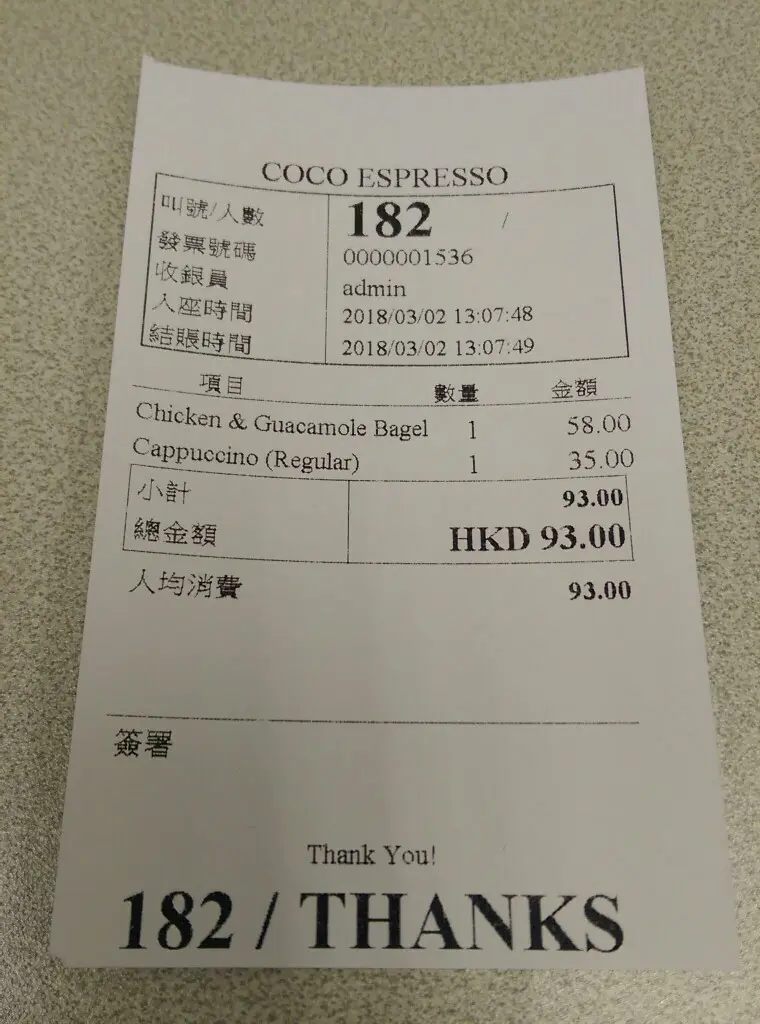 COCO ESPRESSO
叫號/人數 182 /
發票號碼 0000001536
收銀員 admin
入座時間 2018/03/02 13:07:48
結賬時間 2018/03/02 13:07:49
項目 數量 金額
Chicken & Guacamole Bagel 1 58.00
Cappuccino (Regular) 1 35.00
小計 93.00
總金額 HKD 93.00
人均消費 93.00
簽署
Thank You!
182 / THANKS